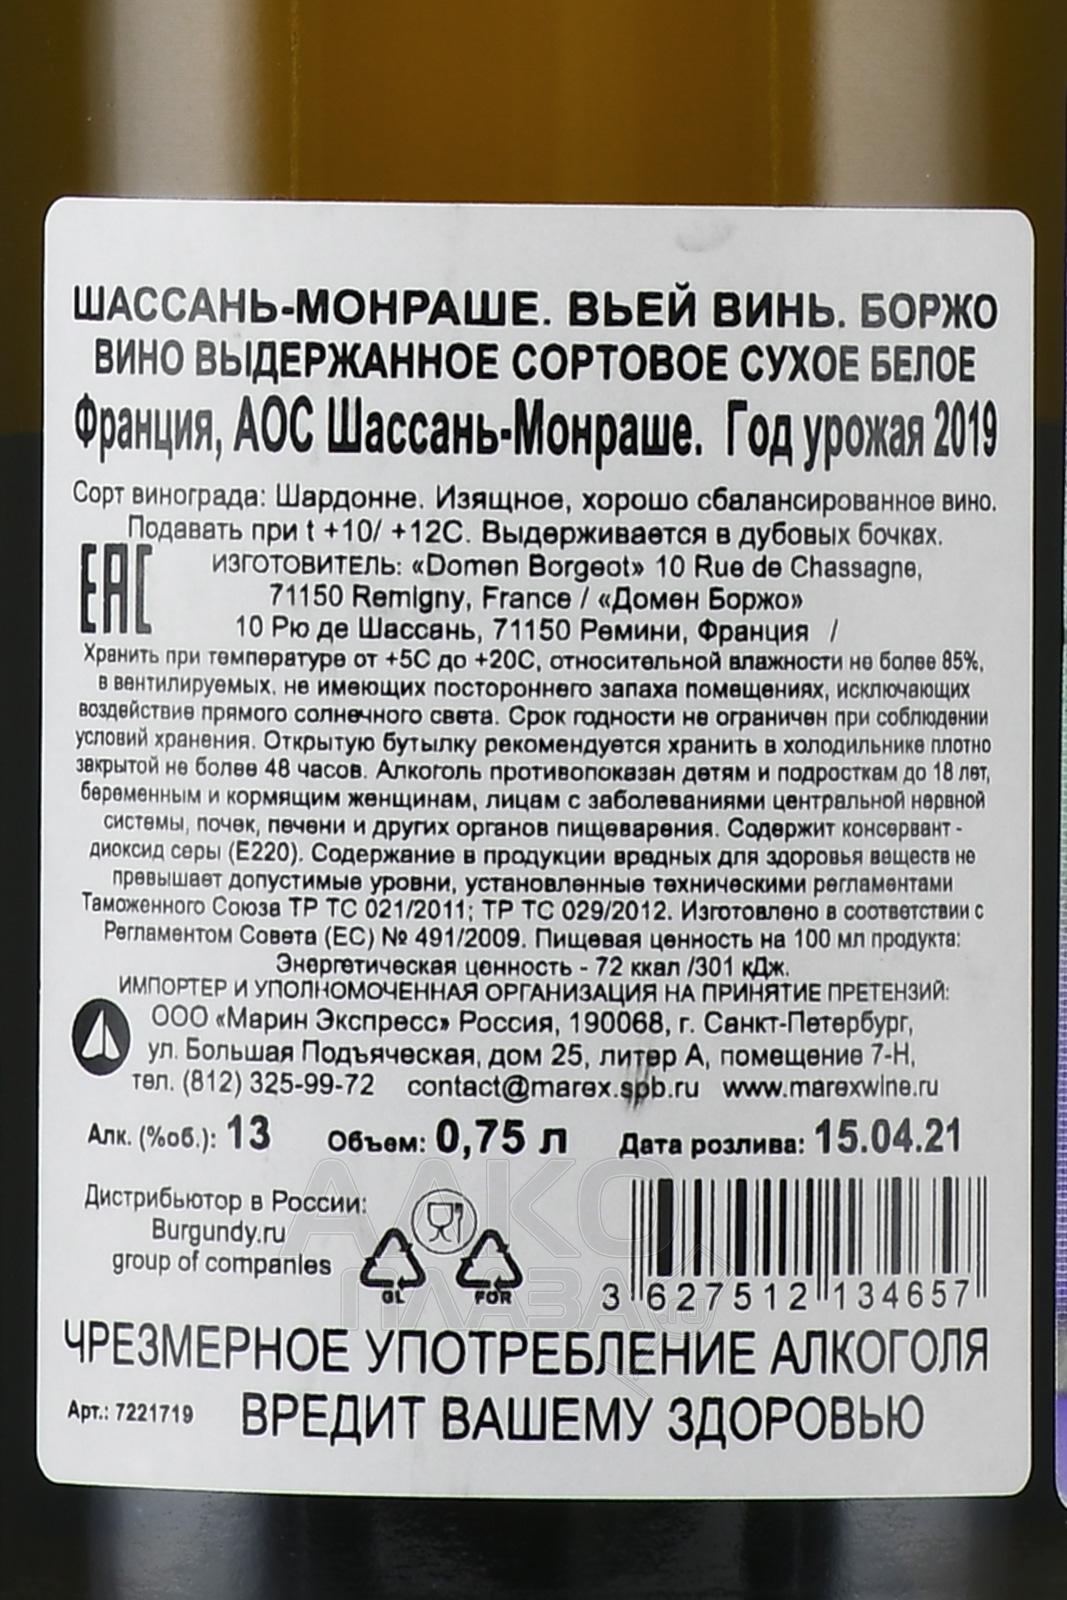 ШАССАНЬ-МОНРАШЕ. ВЬЕЙ ВИНЬ. БОРЖО
ВИНО ВЫДЕРЖАННОЕ СОРТОВОЕ СУХОЕ БЕЛОЕ
Франция, АОС Шассань-Монраше. Год урожая 2019
Сорт винограда: Шардонне. Изящное, хорошо сбалансированное вино.
Подавать при t +10/ +12С. Выдерживается в дубовых бочках.
EAC
ИЗГОТОВИТЕЛЬ: «Domen Borgeot» 10 Rue de Chassagne,
71150 Remigny, France / «Домен Боржо»
10 Рю де Шассань, 71150 Ремини, Франция /
Хранить при температуре от +5С до +20С, относительной влажности не более 85%,
в вентилируемых, не имеющих постороннего запаха помещениях, исключающих
воздействие прямого солнечного света. Срок годности не ограничен при соблюдении
условий хранения. Открытую бутылку рекомендуется хранить в холодильнике плотно
закрытой не более 48 часов. Алкоголь противопоказан детям и подросткам до 18 лет,
беременным и кормящим женщинам, лицам с заболеваниями центральной нервной
системы, почек, печени и других органов пищеварения. Содержит консервант -
диоксид серы (Е220). Содержание в продукции вредных для здоровья веществ не
превышает допустимые уровни, установленные техническими регламентами
Таможенного Союза ТР ТС 021/2011; ТР ТС 029/2012. Изготовлено в соответствии с
Регламентом Совета (ЕС) № 491/2009. Пищевая ценность на 100 мл продукта:
Энергетическая ценность - 72 ккал /301 кДж.
ИМПОРТЕР И УПОЛНОМОЧЕННАЯ ОРГАНИЗАЦИЯ НА ПРИНЯТИЕ ПРЕТЕНЗИЙ:
ООО «Марин Экспресс» Россия, 190068, г. Санкт-Петербург,
ул. Большая Подъяческая, дом 25, литер А, помещение 7-Н,
тел. (812) 325-99-72 contact@marex.spb.ru www.marexwine.ru
Алк. (%об.): 13 Объем: 0,75 л Дата розлива: 15.04.21
Дистрибьютор в России:
Burgundy.ru
group of companies
GL FOR
3 627512 134657
АЛКО
ПЛАЗА.ru
ЧРЕЗМЕРНОЕ УПОТРЕБЛЕНИЕ АЛКОГОЛЯ
Арт.: 7221719 ВРЕДИТ ВАШЕМУ ЗДОРОВЬЮ